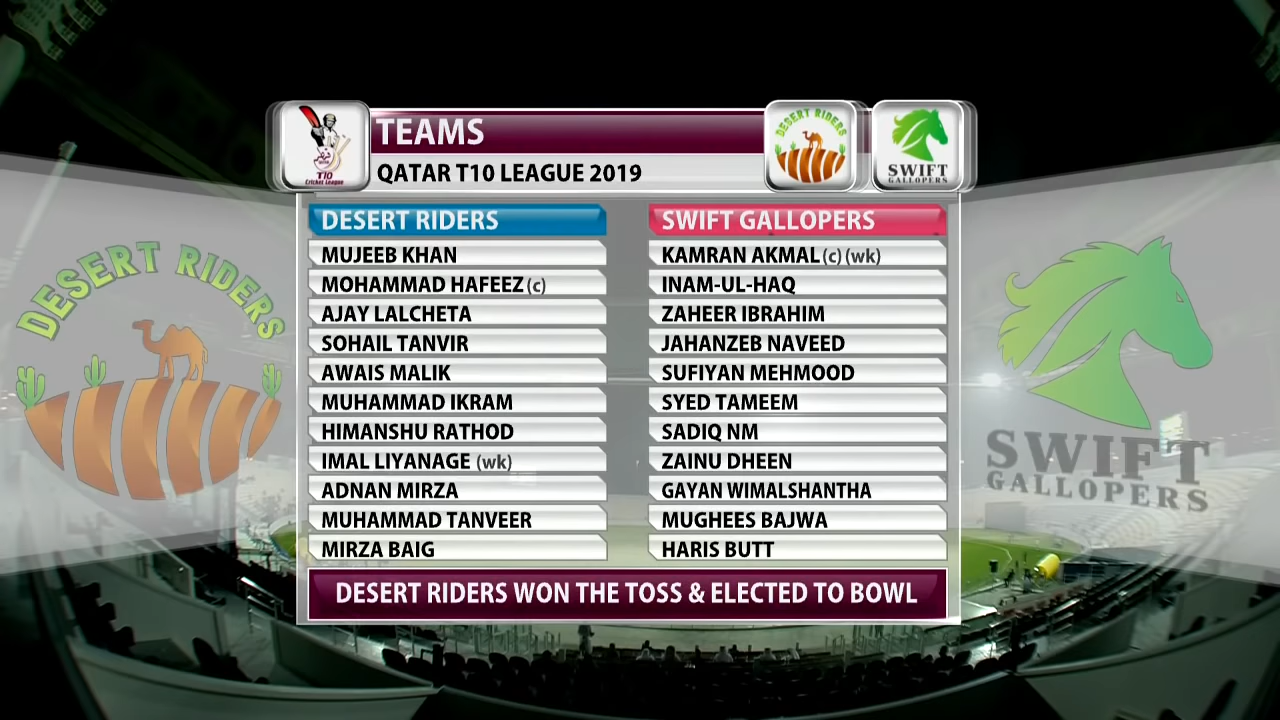 TEAMS
QATAR T10 LEAGUE 2019
T10
Cricket League
DESERT RIDERS
SWIFT
GALLOPERS
DESERT RIDERS
MUJEEB KHAN
MOHAMMAD HAFEEZ (c)
AJAY LALCHETA
SOHAIL TANVIR
AWAIS MALIK
MUHAMMAD IKRAM
HIMANSHU RATHOD
IMAL LIYANAGE (wk)
ADNAN MIRZA
MUHAMMAD TANVEER
MIRZA BAIG
SWIFT GALLOPERS
KAMRAN AKMAL (c) (wk)
INAM-UL-HAQ
ZAHEER IBRAHIM
JAHANZEB NAVEED
SUFIYAN MEHMOOD
SYED TAMEEM
SADIQ NM
ZAINU DHEEN
GAYAN WIMALSHANTHA
MUGHEES BAJWA
HARIS BUTT
DESERT RIDERS WON THE TOSS & ELECTED TO BOWL
DESERT RIDERS
SWIFT
GALLOPERS